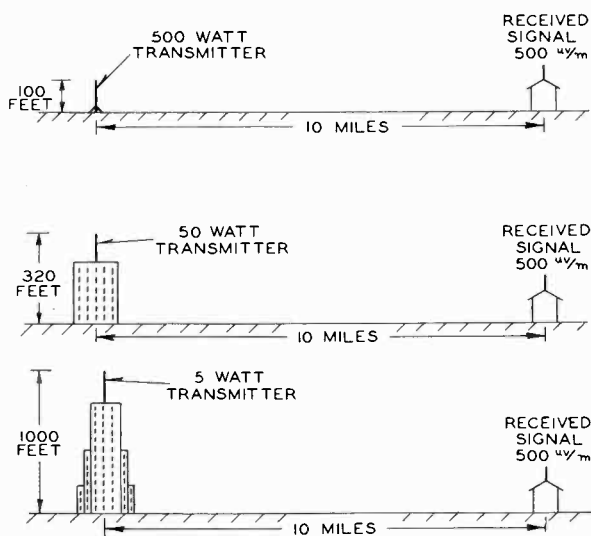 500 WATT
TRANSMITTER
RECEIVED
SIGNAL
500 uv/m
100
FEET
10 MILES
50 WATT
TRANSMITTER
RECEIVED
SIGNAL
500 uv/m
320
FEET
10 MILES
5 WATT
TRANSMITTER
RECEIVED
SIGNAL
500 uv/m
1000
FEET
10 MILES